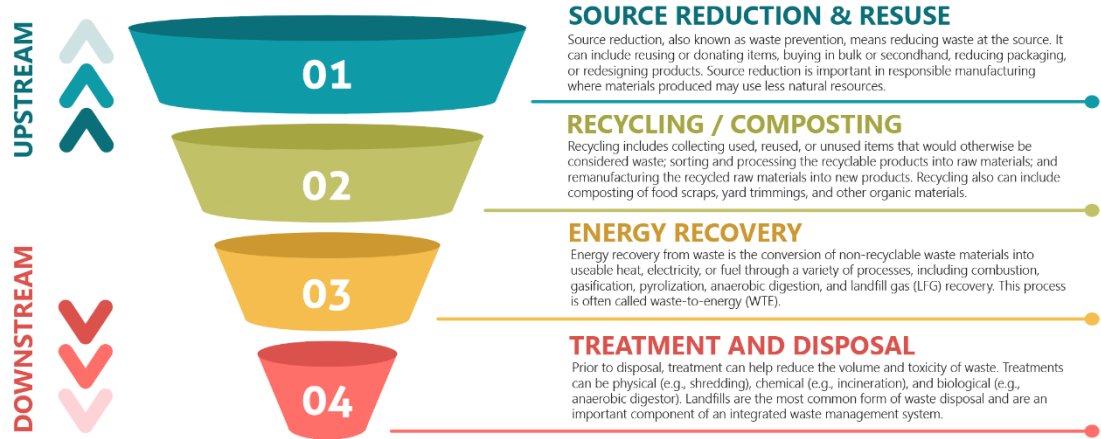 UPSTREAM
01
SOURCE REDUCTION & RESUSE
Source reduction, also known as waste prevention, means reducing waste at the source. It
can include reusing or donating items, buying in bulk or secondhand, reducing packaging,
or redesigning products. Source reduction is important in responsible manufacturing
where materials produced may use less natural resources.
02
RECYCLING / COMPOSTING
Recycling includes collecting used, reused, or unused items that would otherwise be
considered waste; sorting and processing the recyclable products into raw materials; and
remanufacturing the recycled raw materials into new products. Recycling also can include
composting of food scraps, yard trimmings, and other organic materials.
DOWNSTREAM
03
ENERGY RECOVERY
Energy recovery from waste is the conversion of non-recyclable waste materials into
useable heat, electricity, or fuel through a variety of processes, including combustion,
gasification, pyrolization, anaerobic digestion, and landfill gas (LFG) recovery. This process
is often called waste-to-energy (WTE).
04
TREATMENT AND DISPOSAL
Prior to disposal, treatment can help reduce the volume and toxicity of waste. Treatments
can be physical (e.g., shredding), chemical (e.g., incineration), and biological (e.g.,
anaerobic digestor). Landfills are the most common form of waste disposal and are an
important component of an integrated waste management system.